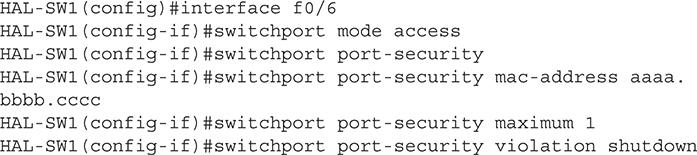 HAL-SW1(config)#interface f0/6
HAL-SW1(config-if)#switchport mode access
HAL-SW1(config-if)#switchport port-security
HAL-SW1(config-if)#switchport port-security mac-address aaaa.
bbbb.cccc
HAL-SW1(config-if)#switchport port-security maximum 1
HAL-SW1(config-if)#switchport port-security violation shutdown